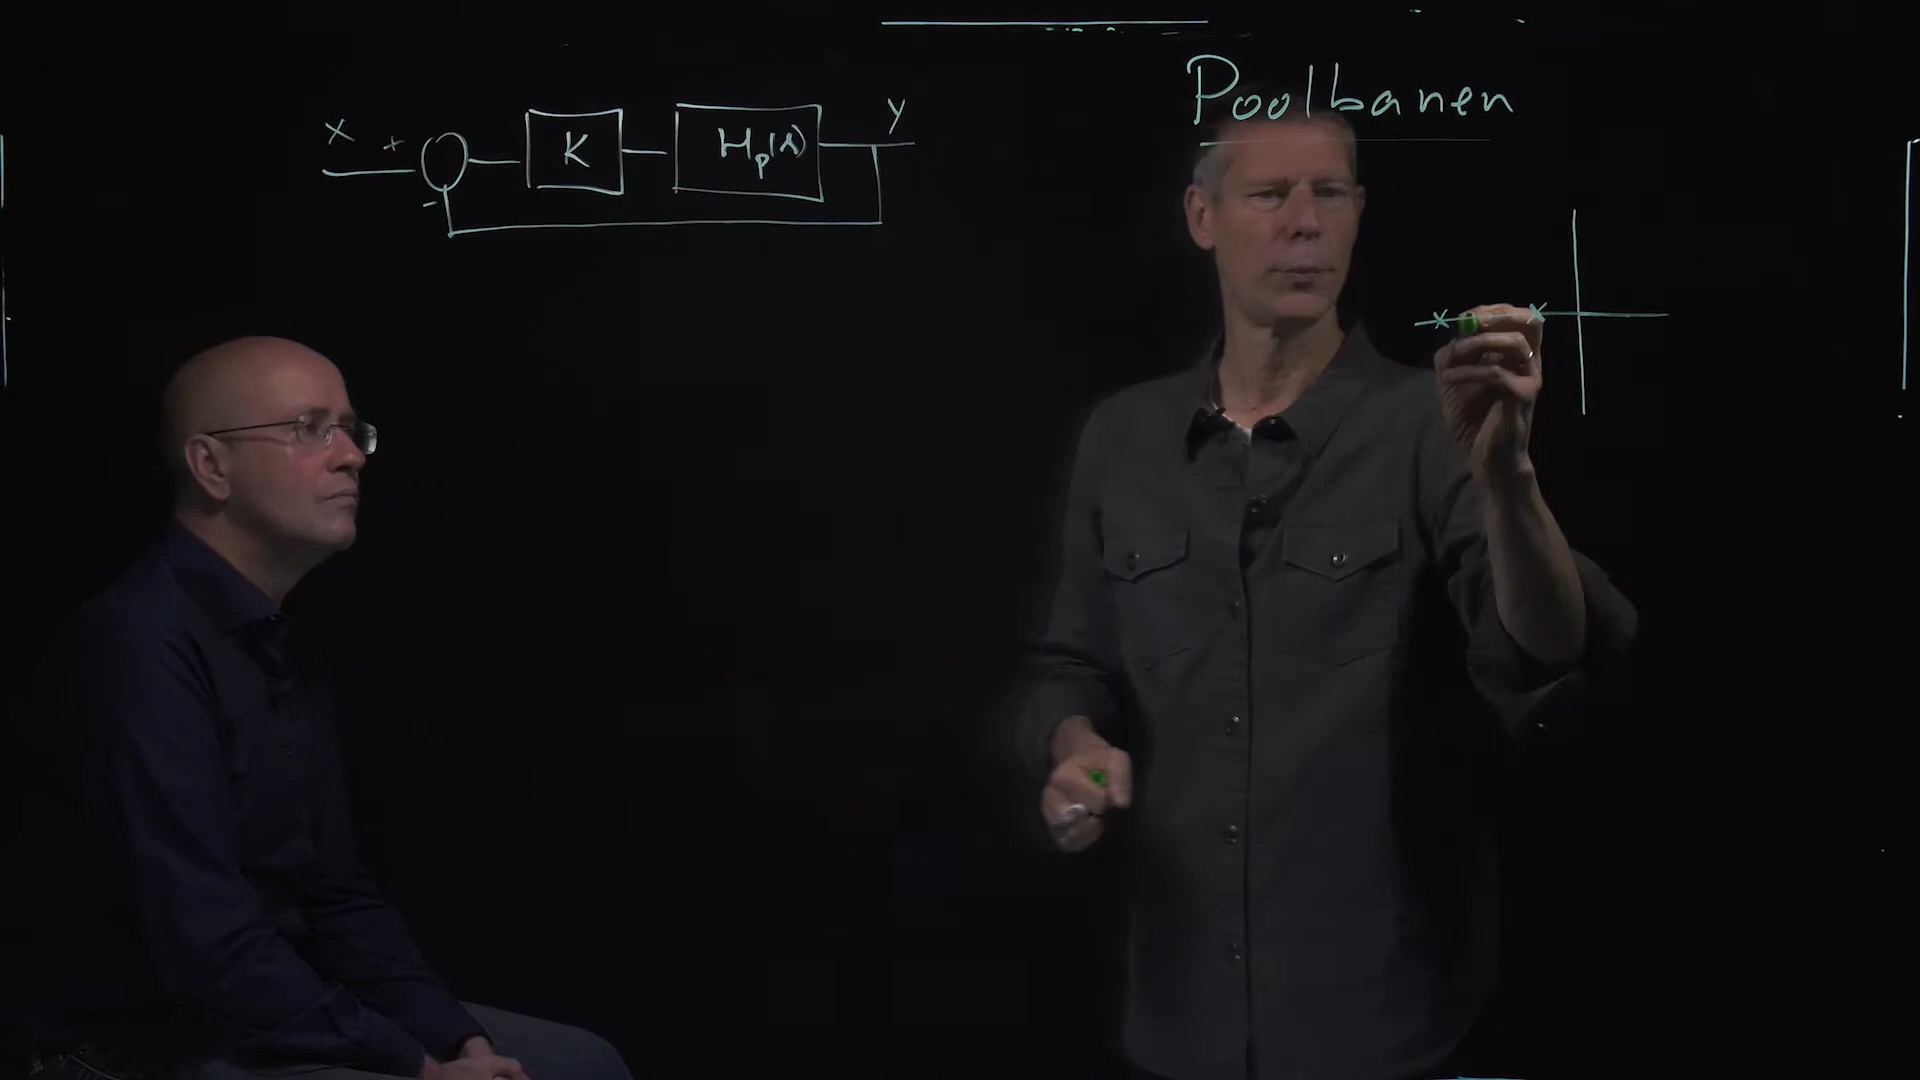 Poolbanen
x + K Hp(s) y
-